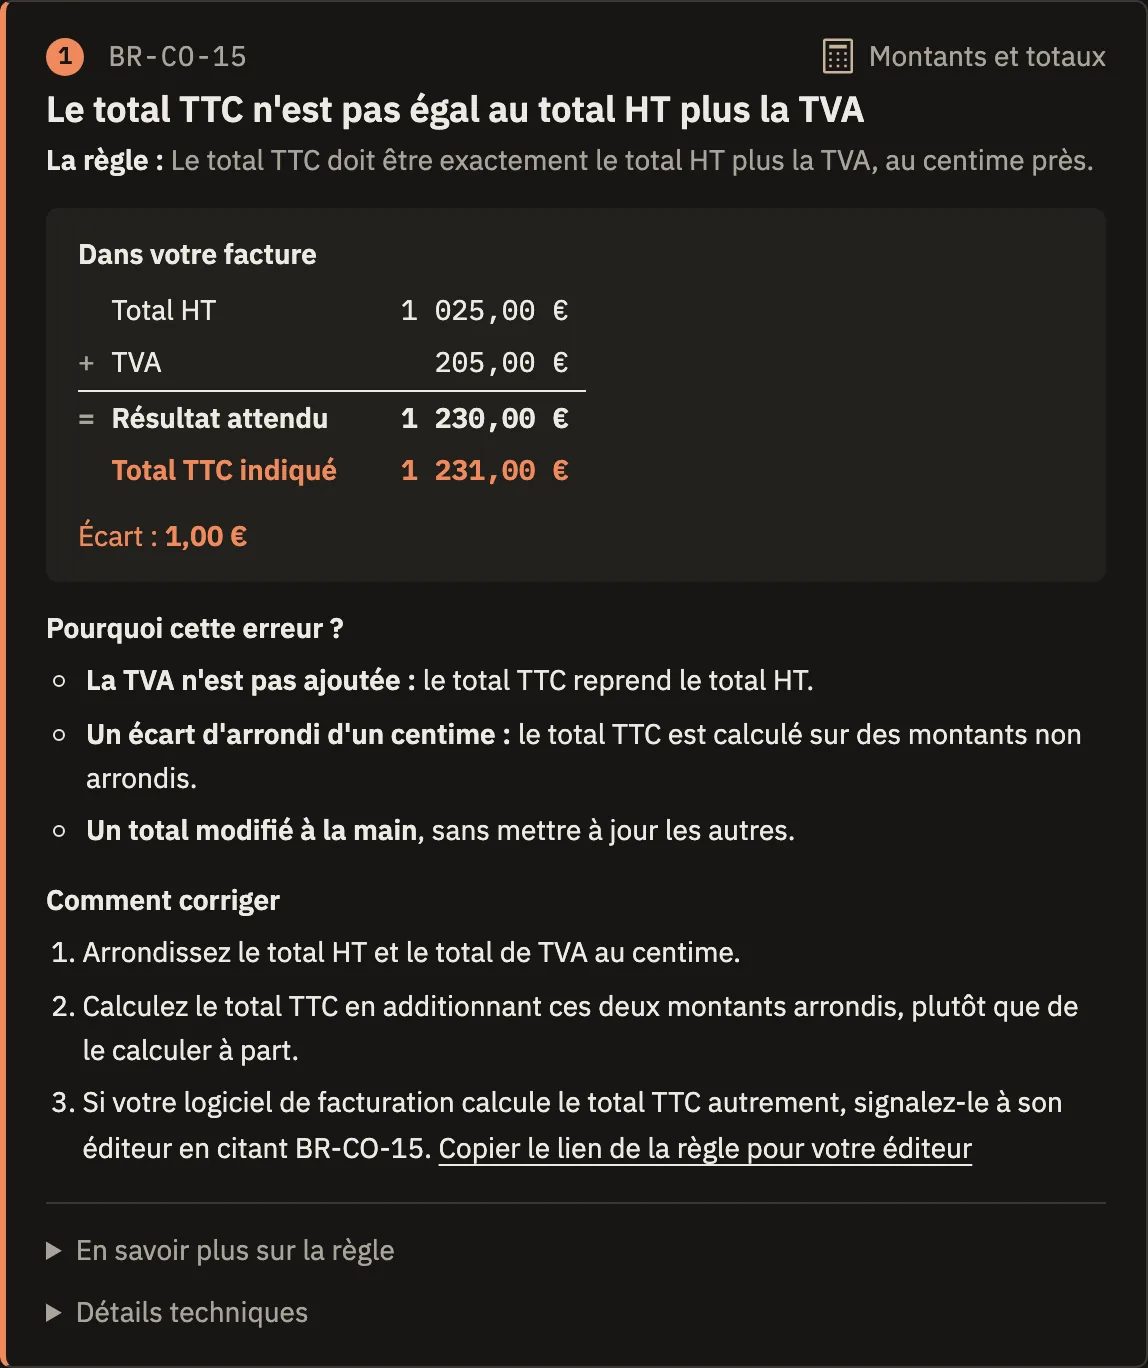 1 BR-CO-15 Montants et totaux
Le total TTC n'est pas égal au total HT plus la TVA
La règle : Le total TTC doit être exactement le total HT plus la TVA, au centime près.
Dans votre facture
Total HT 1 025,00 €
+ TVA 205,00 €
= Résultat attendu 1 230,00 €
Total TTC indiqué 1 231,00 €
Écart : 1,00 €
Pourquoi cette erreur ?
La TVA n'est pas ajoutée : le total TTC reprend le total HT.
Un écart d'arrondi d'un centime : le total TTC est calculé sur des montants non
arrondis.
Un total modifié à la main, sans mettre à jour les autres.
Comment corriger
1. Arrondissez le total HT et le total de TVA au centime.
2. Calculez le total TTC en additionnant ces deux montants arrondis, plutôt que de
le calculer à part.
3. Si votre logiciel de facturation calcule le total TTC autrement, signalez-le à son
éditeur en citant BR-CO-15. Copier le lien de la règle pour votre éditeur
En savoir plus sur la règle
Détails techniques